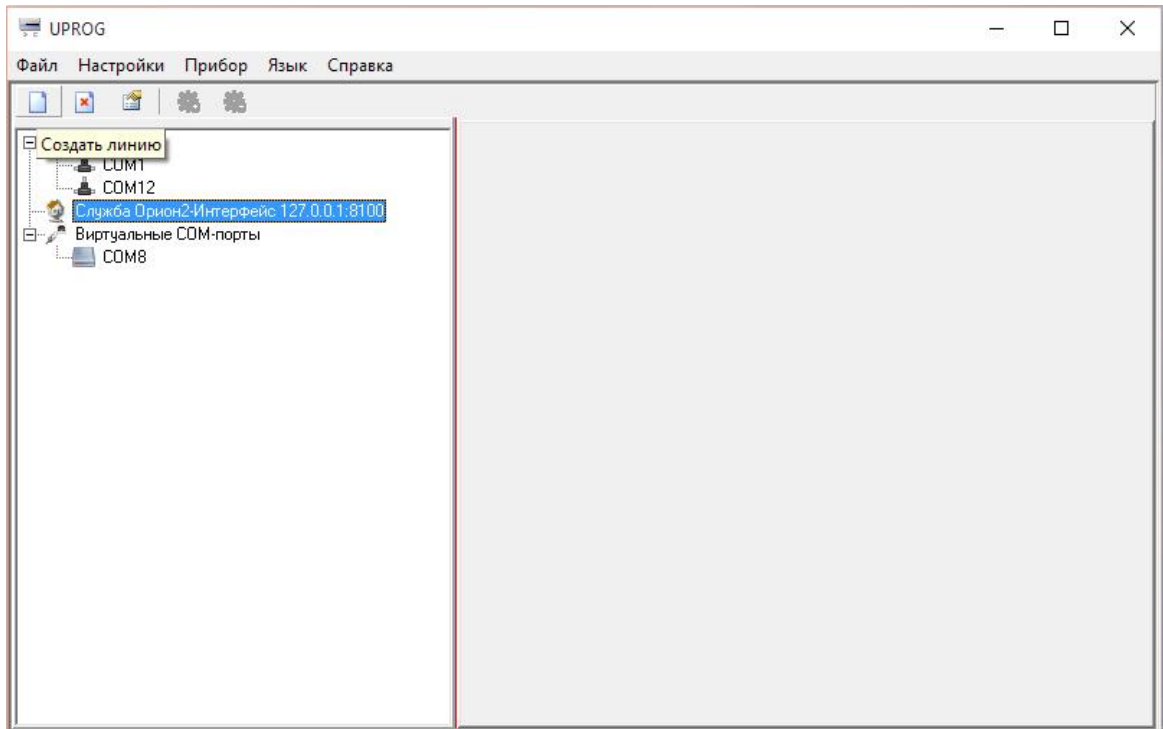 UPROG
Файл Настройки Прибор Язык Справка
Создать линию
COM1
COM12
Служба Орион2-Интерфейс 127.0.0.1:8100
Виртуальные COM-порты
COM8